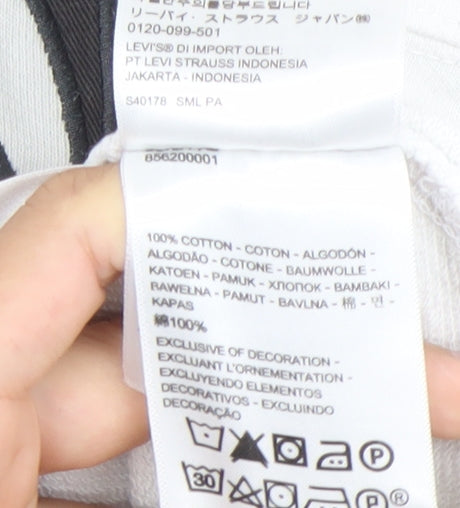 리버리
リーバイ・ストラウス ジャパン㈱
0120-099-501
LEVI'S® DI IMPORT OLEH:
PT LEVI STRAUSS INDONESIA
JAKARTA - INDONESIA
S40178 SML PA
856200001
100% COTTON - COTON - ALGODÓN -
ALGODÃO - COTONE - BAUMWOLLE -
KATOEN - PAMUK - ХЛОПОК - BAMBAKI -
BAWEŁNA - PAMUT - BAVLNA - 棉 - 면 -
KAPAS
綿100%
EXCLUSIVE OF DECORATION -
EXCLUANT L'ORNEMENTATION -
EXCLUYENDO ELEMENTOS
DECORATIVOS - EXCLUINDO
DECORAÇÃO
P
30 P ®